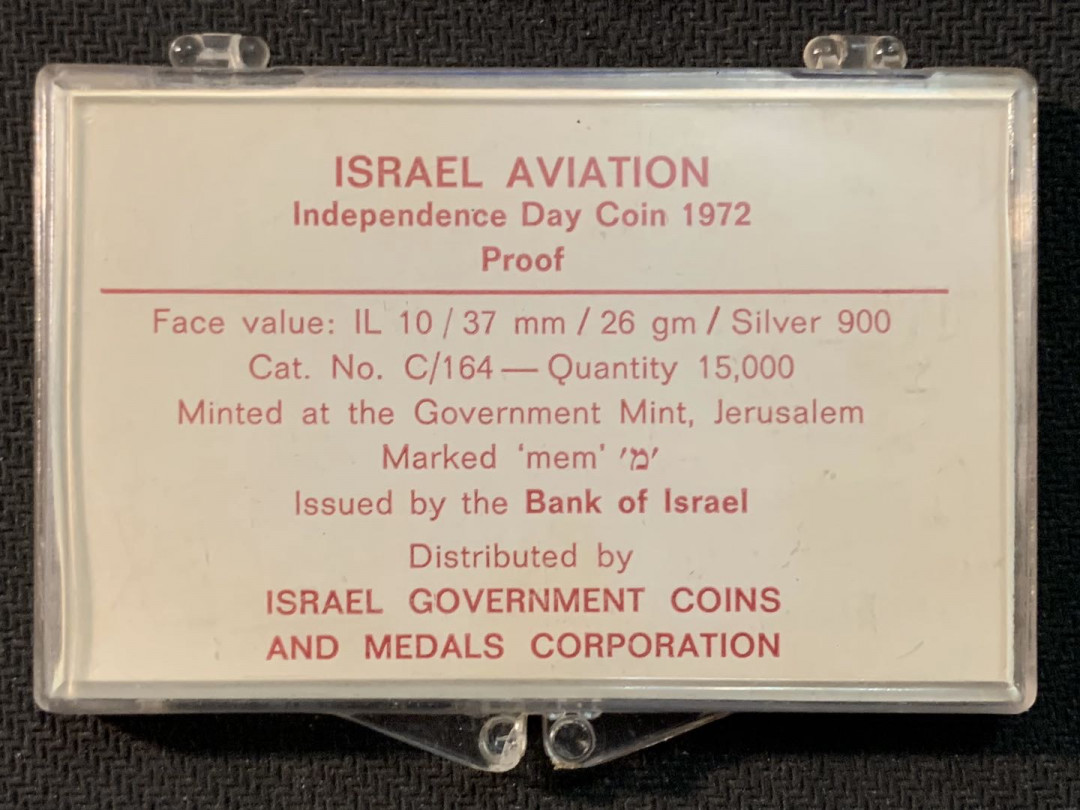 ISRAEL AVIATION
Independence Day Coin 1972
Proof
Face value: IL 10 / 37 mm / 26 gm / Silver 900
Cat. No. C/164 — Quantity 15,000
Minted at the Government Mint, Jerusalem
Marked ‘mem’ ‘מ’
Issued by the Bank of Israel
Distributed by
ISRAEL GOVERNMENT COINS
AND MEDALS CORPORATION